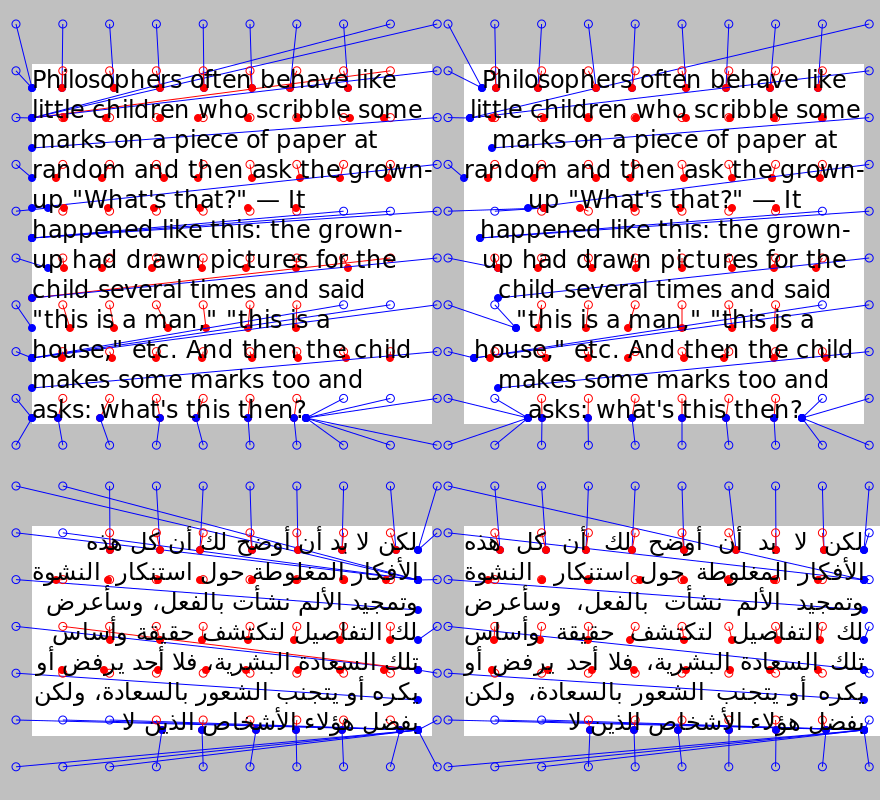 Philosophers often behave like
little children who scribble some
marks on a piece of paper at
random and then ask the grown-
up "What's that?" — It
happened like this: the grown-
up had drawn pictures for the
child several times and said
"this is a man," "this is a
house," etc. And then the child
makes some marks too and
asks: what's this then?
Philosophers often behave like
little children who scribble some
marks on a piece of paper at
random and then ask the grown-
up "What's that?" — It
happened like this: the grown-
up had drawn pictures for the
child several times and said
"this is a man," "this is a
house," etc. And then the child
makes some marks too and
asks: what's this then?
لكن لا بد أن أوضح لك أن كل هذه
الأفكار المغلوطة حول استنكار النشوة
وتمجيد الألم نشأت بالفعل، وسأعرض
لك التفاصيل لتكتشف حقيقة وأساس
تلك السعادة البشرية، فلا أحد يرفض أو
يكره أو يتجنب الشعور بالسعادة، ولكن
بفضل هؤلاء الأشخاص الذين لا
لكن لا بد أن أوضح لك أن كل هذه
الأفكار المغلوطة حول استنكار النشوة
وتمجيد الألم نشأت بالفعل، وسأعرض
لك التفاصيل لتكتشف حقيقة وأساس
تلك السعادة البشرية، فلا أحد يرفض أو
يكره أو يتجنب الشعور بالسعادة، ولكن
بفضل هؤلاء الأشخاص الذين لا